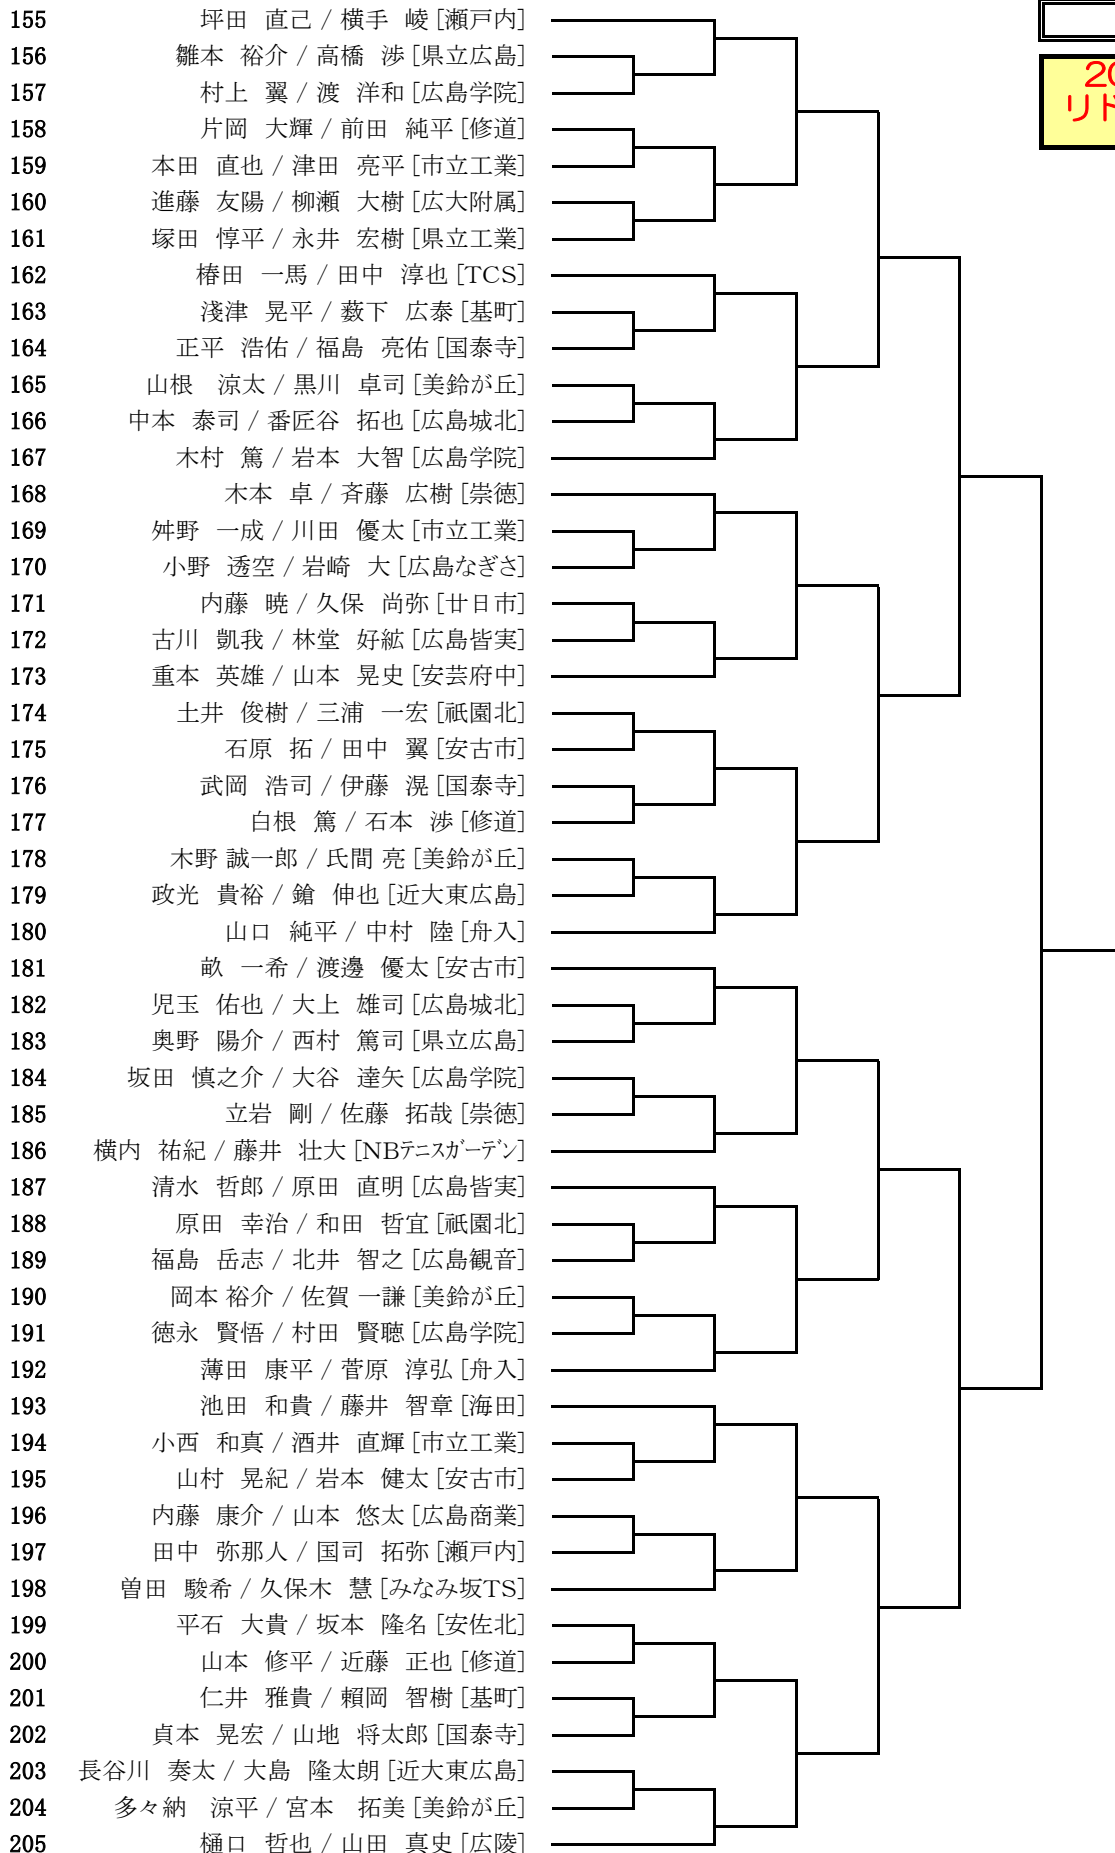 155 坪田 直己 / 横手 崚 [瀬戸内]
156 雛本 裕介 / 高橋 渉 [県立広島]
157 村上 翼 / 渡 洋和 [広島学院]
158 片岡 大輝 / 前田 純平 [修道]
159 本田 直也 / 津田 亮平 [市立工業]
160 進藤 友陽 / 柳瀬 大樹 [広大附属]
161 塚田 惇平 / 永井 宏樹 [県立工業]
162 椿田 一馬 / 田中 淳也 [TCS]
163 淺津 晃平 / 薮下 広泰 [基町]
164 正平 浩佑 / 福島 亮佑 [国泰寺]
165 山根 涼太 / 黒川 卓司 [美鈴が丘]
166 中本 泰司 / 番匠谷 拓也 [広島城北]
167 木村 篤 / 岩本 大智 [広島学院]
168 木本 卓 / 斉藤 広樹 [崇徳]
169 舛野 一成 / 川田 優太 [市立工業]
170 小野 透空 / 岩崎 大 [広島なぎさ]
171 内藤 暁 / 久保 尚弥 [廿日市]
172 古川 凱我 / 林堂 好紘 [広島皆実]
173 重本 英雄 / 山本 晃史 [安芸府中]
174 土井 俊樹 / 三浦 一宏 [祇園北]
175 石原 拓 / 田中 翼 [安古市]
176 武岡 浩司 / 伊藤 滉 [国泰寺]
177 白根 篤 / 石本 渉 [修道]
178 木野 誠一郎 / 氏間 亮 [美鈴が丘]
179 政光 貴裕 / 鎗 伸也 [近大東広島]
180 山口 純平 / 中村 陸 [舟入]
181 畝 一希 / 渡邊 優太 [安古市]
182 児玉 佑也 / 大上 雄司 [広島城北]
183 奥野 陽介 / 西村 篤司 [県立広島]
184 坂田 慎之介 / 大谷 達矢 [広島学院]
185 立岩 剛 / 佐藤 拓哉 [崇徳]
186 横内 祐紀 / 藤井 壮大 [NBテニスガーデン]
187 清水 哲郎 / 原田 直明 [広島皆実]
188 原田 幸治 / 和田 哲宜 [祇園北]
189 福島 岳志 / 北井 智之 [広島観音]
190 岡本 裕介 / 佐賀 一謙 [美鈴が丘]
191 徳永 賢悟 / 村田 賢聴 [広島学院]
192 薄田 康平 / 菅原 淳弘 [舟入]
193 池田 和貴 / 藤井 智章 [海田]
194 小西 和真 / 酒井 直輝 [市立工業]
195 山村 晃紀 / 岩本 健太 [安古市]
196 内藤 康介 / 山本 悠太 [広島商業]
197 田中 弥那人 / 国司 拓弥 [瀬戸内]
198 曽田 駿希 / 久保木 慧 [みなみ坂TS]
199 平石 大貴 / 坂本 隆名 [安佐北]
200 山本 修平 / 近藤 正也 [修道]
201 仁井 雅貴 / 頼岡 智樹 [基町]
202 貞本 晃宏 / 山地 将太郎 [国泰寺]
203 長谷川 奏太 / 大島 隆太朗 [近大東広島]
204 多々納 涼平 / 宮本 拓美 [美鈴が丘]
205 樋口 哲也 / 山田 真史 [広陵]